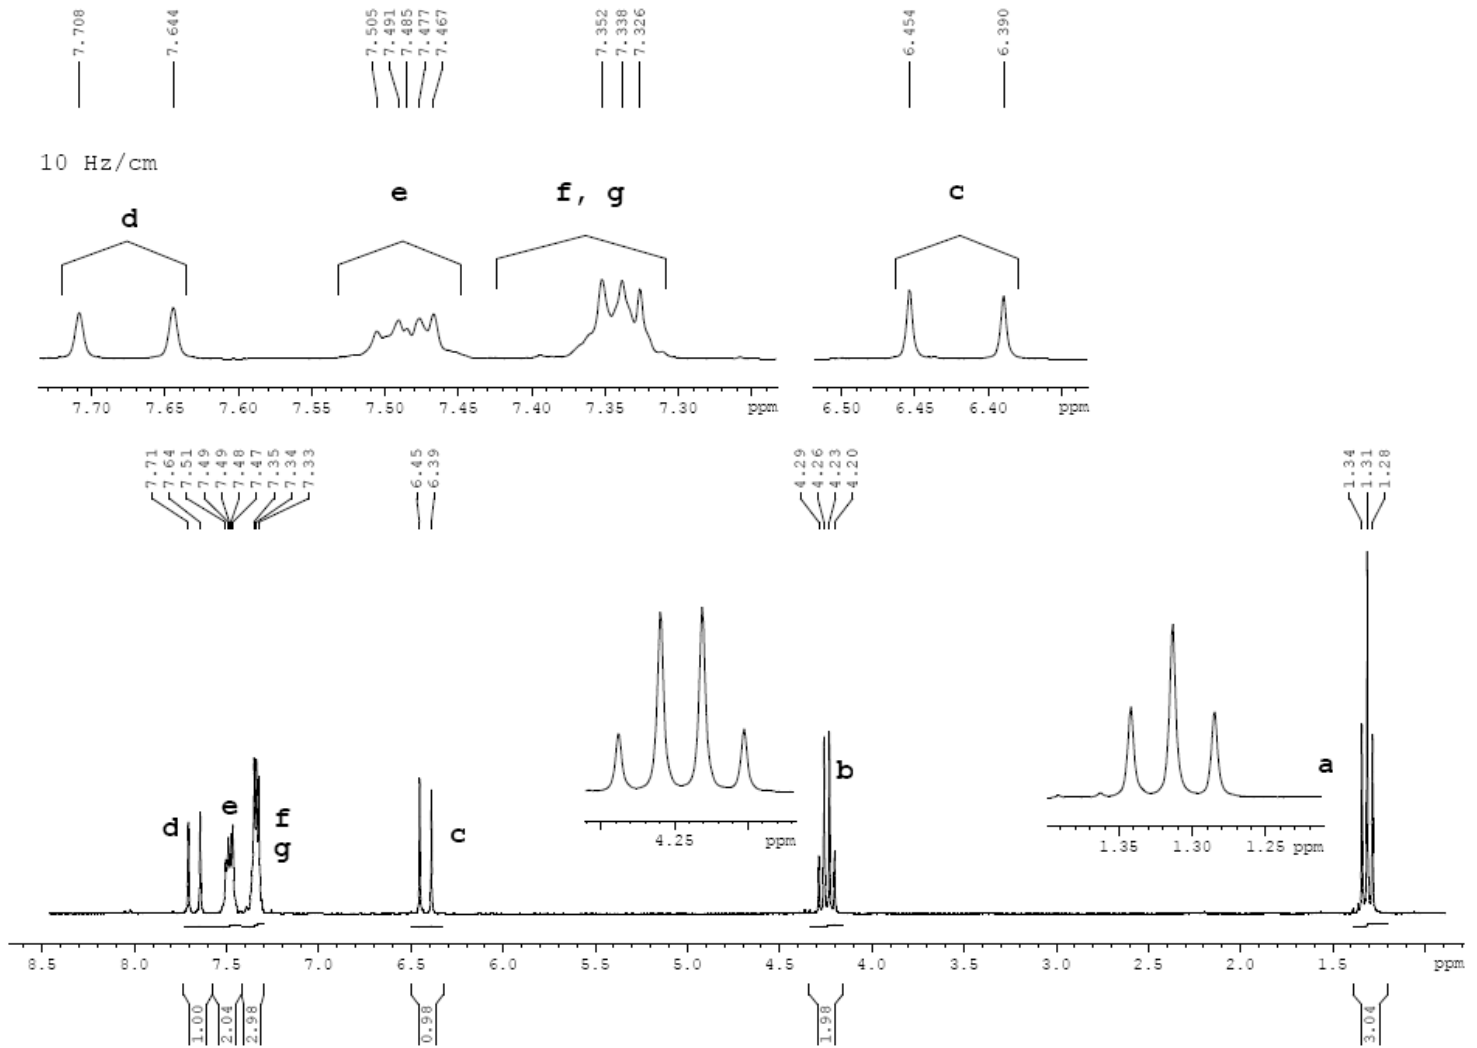 7.708 7.644 7.505 7.491 7.485 7.477 7.467 7.352 7.338 7.326 6.454 6.390
10 Hz/cm
d e f, g c
7.70 7.65 7.60 7.55 7.50 7.45 7.40 7.35 7.30 ppm 6.50 6.45 6.40 ppm
7.71 7.64 7.51 7.49 7.49 7.48 7.47 7.35 7.34 7.33 6.45 6.39 4.29 4.26 4.23 4.20 1.34 1.31 1.28
4.25 ppm 1.35 1.30 1.25 ppm
d e f g c b a
8.5 8.0 7.5 7.0 6.5 6.0 5.5 5.0 4.5 4.0 3.5 3.0 2.5 2.0 1.5 ppm
1.00 2.04 2.98 0.98 1.98 3.04